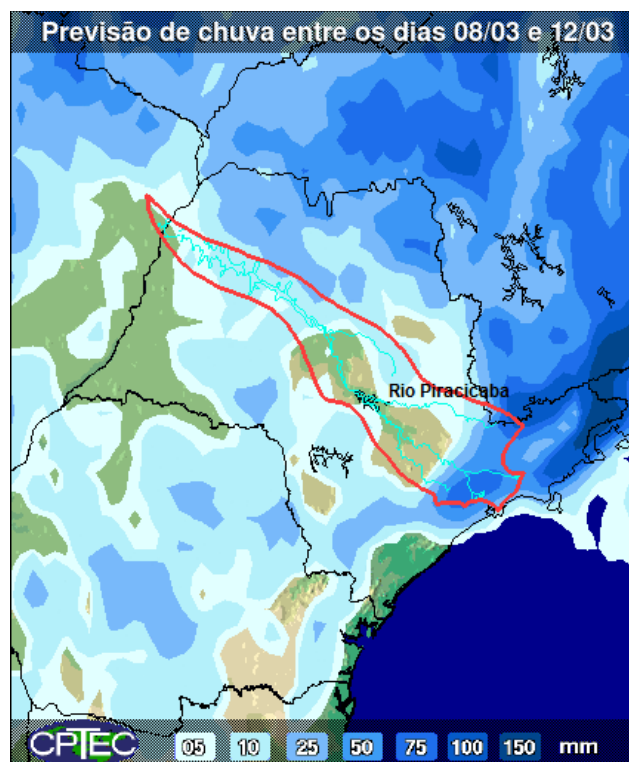 Previsão de chuva entre os dias 08/03 e 12/03
Rio Piracicaba
CPTEC 05 10 25 50 75 100 150 mm